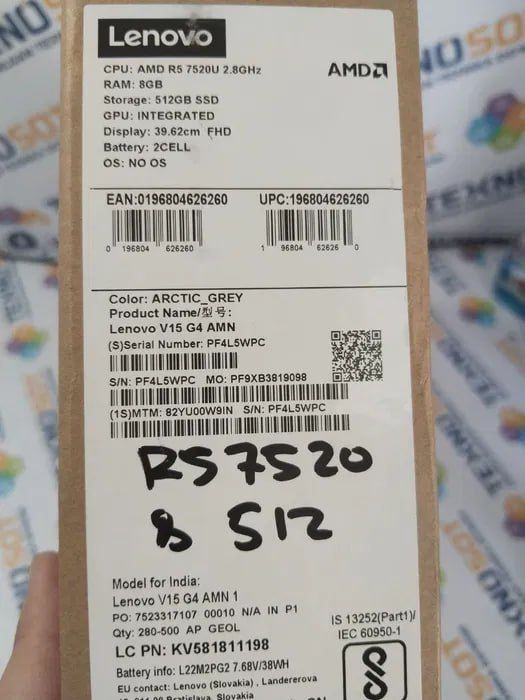 Lenovo
AMD
CPU: AMD R5 7520U 2.8GHz
RAM: 8GB
Storage: 512GB SSD
GPU: INTEGRATED
Display: 39.62cm FHD
Battery: 2CELL
OS: NO OS
EAN:0196804626260 UPC:196804626260
0 196804 626260 1 96804 62626 0
Color: ARCTIC_GREY
Product Name/型号:
Lenovo V15 G4 AMN
(S)Serial Number: PF4L5WPC
S/N: PF4L5WPC MO: PF9XB3819098
(1S)MTM: 82YU00W9IN S/N: PF4L5WPC
R5 7520
8 512
Model for India:
Lenovo V15 G4 AMN 1
PO: 7523317107 00010 N/A IN P1
Qty: 280-500 AP GEOL
IS 13252(Part1)/
IEC 60950-1
LC PN: KV581811198
Battery info: L22M2PG2 7.68V/38WH
EU contact: Lenovo (Slovakia) , Landererova
TEXNOSOT